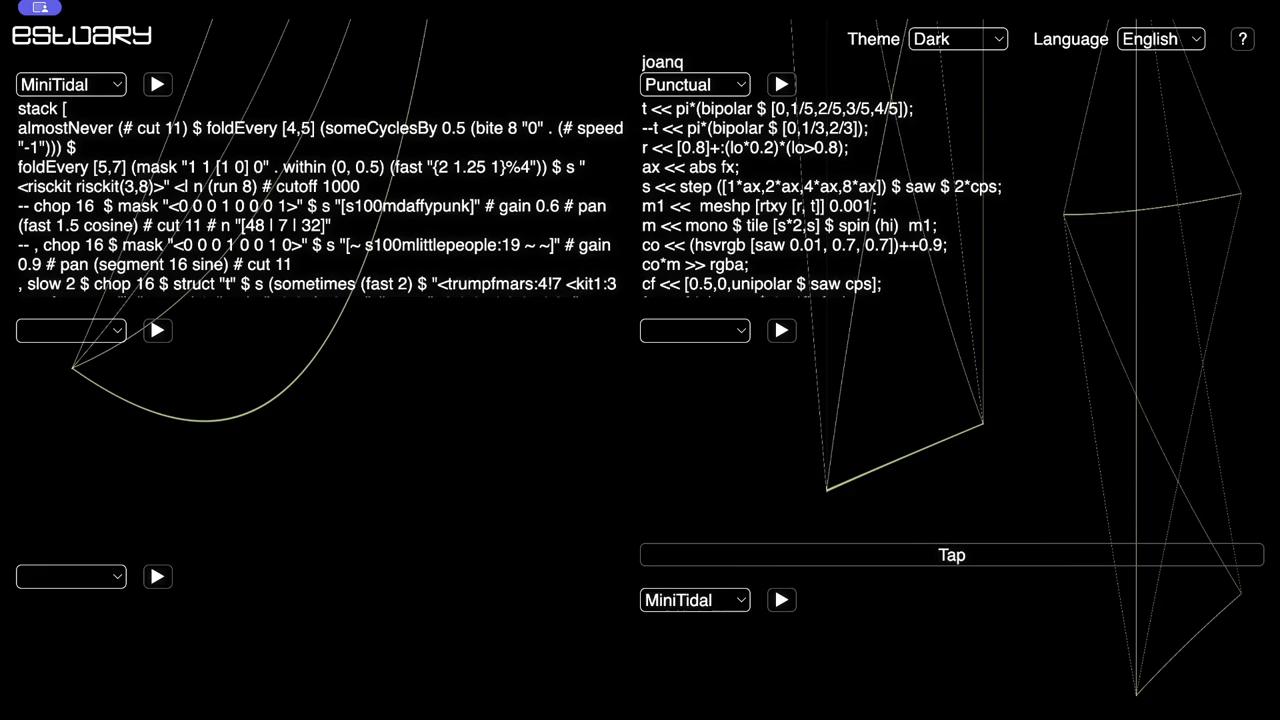 estuary
Theme Dark Language English ?
MiniTidal
stack [
almostNever (# cut 11) $ foldEvery [4,5] (someCyclesBy 0.5 (bite 8 "0" . (# speed
"-1"))) $
foldEvery [5,7] (mask "1 1 [1 0] 0" . within (0, 0.5) (fast "{2 1.25 1}%4")) $ s "
<risckit risckit(3,8)>" <| n (run 8) # cutoff 1000
-- chop 16  $ mask "<0 0 0 1 0 0 0 1>" $ s "[s100mdaffypunk]" # gain 0.6 # pan
(fast 1.5 cosine) # cut 11 # n "[48 | 7 | 32]"
-- , chop 16 $ mask "<0 0 0 1 0 0 1 0>" $ s "[~ s100mlittlepeople:19 ~ ~]" # gain
0.9 # pan (segment 16 sine) # cut 11
, slow 2 $ chop 16 $ struct "t" $ s (sometimes (fast 2) $ "<trumpfmars:4!7 <kit1:3
joanq
Punctual
t << pi*(bipolar $ [0,1/5,2/5,3/5,4/5]);
--t << pi*(bipolar $ [0,1/3,2/3]);
r << [0.8]+:(lo*0.2)*(lo>0.8);
ax << abs fx;
s << step ([1*ax,2*ax,4*ax,8*ax]) $ saw $ 2*cps;
m1 <<  meshp [rtxy [r, t]] 0.001;
m << mono $ tile [s*2,s] $ spin (hi)  m1;
co << (hsvrgb [saw 0.01, 0.7, 0.7])++0.9;
co*m >> rgba;
cf << [0.5,0,unipolar $ saw cps];
Tap
MiniTidal